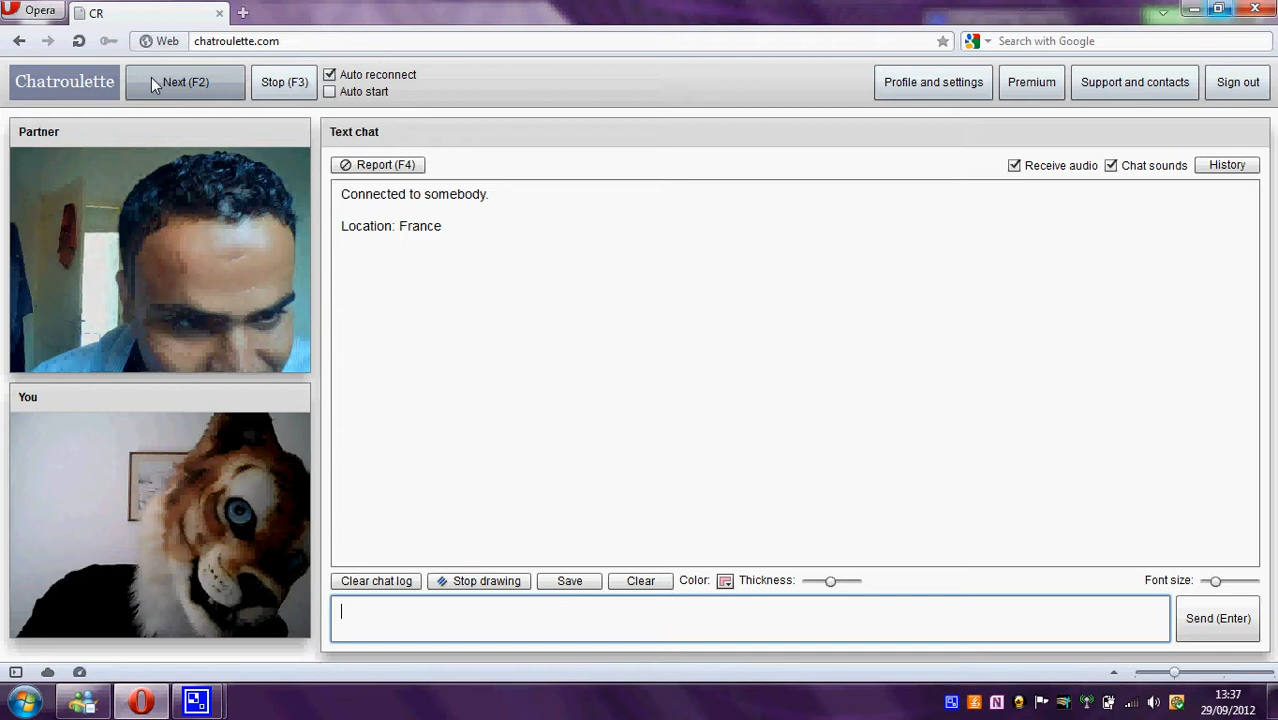 Opera
CR
Web
chatroulette.com
Search with Google
Chatroulette
Next (F2)
Stop (F3)
Auto reconnect
Auto start
Profile and settings
Premium
Support and contacts
Sign out
Partner
You
Text chat
Report (F4)
Receive audio
Chat sounds
History
Connected to somebody.
Location: France
Clear chat log
Stop drawing
Save
Clear
Color:
Thickness:
Font size:
Send (Enter)
13:37
29/09/2012